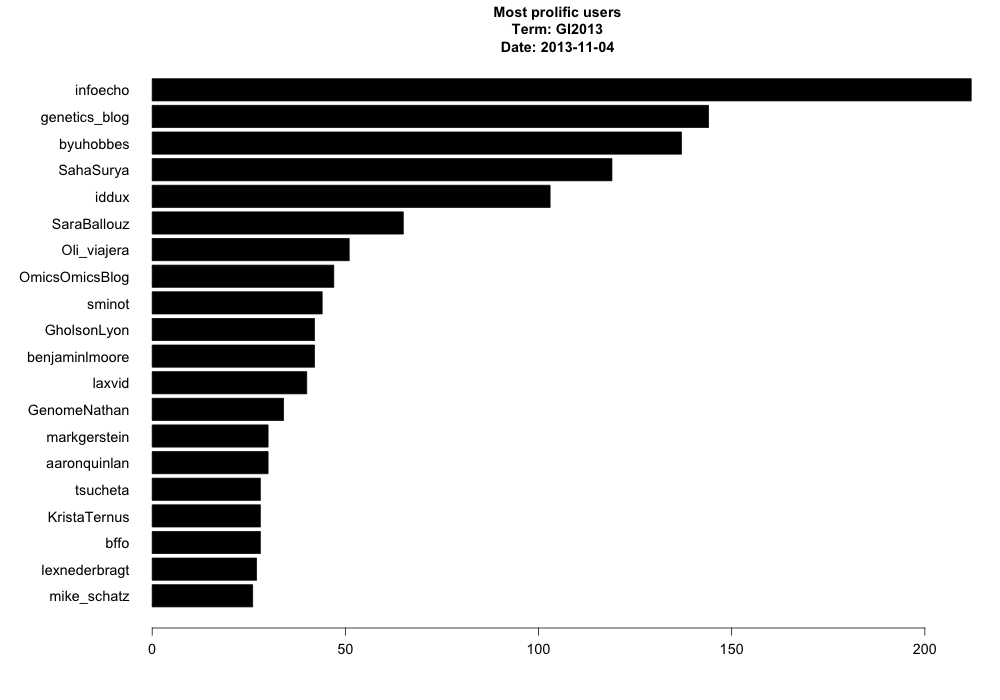 Most prolific users
Term: GI2013
Date: 2013-11-04
infoecho
genetics_blog
byuhobbes
SahaSurya
iddux
SaraBallouz
Oli_viajera
OmicsOmicsBlog
sminot
GholsonLyon
benjaminlmoore
laxvid
GenomeNathan
markgerstein
aaronquinlan
tsucheta
KristaTernus
bffo
lexnederbragt
mike_schatz
0 50 100 150 200